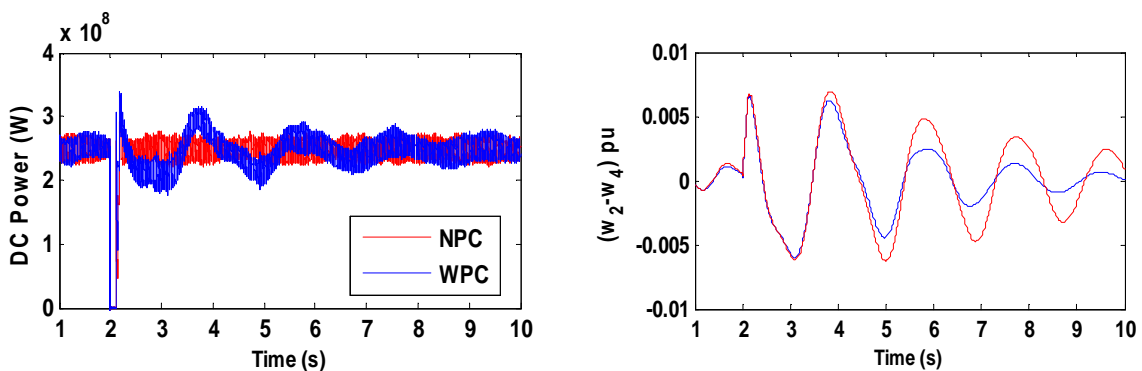 x 10^8
DC Power (W)
4
3
2
1
0
1 2 3 4 5 6 7 8 9 10
Time (s)
NPC
WPC
(w_2-w_4) pu
0.01
0.005
0
-0.005
-0.01
1 2 3 4 5 6 7 8 9 10
Time (s)